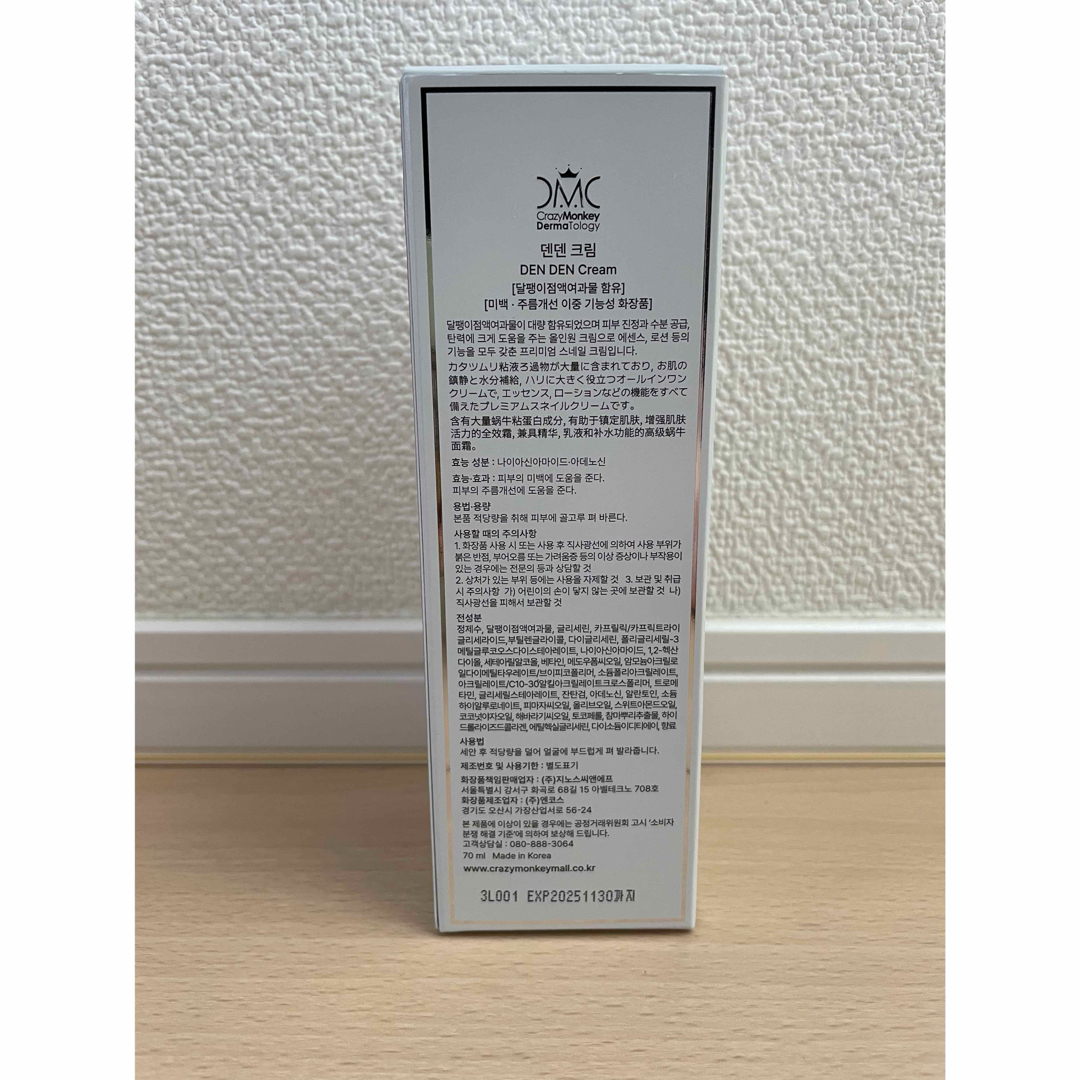 CMC
CrazyMonkey
DermaTology
덴덴 크림
DEN DEN Cream
[달팽이점액여과물 함유]
[미백 · 주름개선 이중 기능성 화장품]
달팽이점액여과물이 대량 함유되었으며 피부 진정과 수분 공급,
탄력에 크게 도움을 주는 올인원 크림으로 에센스, 로션 등의
기능을 모두 갖춘 프리미엄 스네일 크림입니다.
カタツムリ粘液ろ過物が大量に含まれており, お肌の
鎮静と水分補給, ハリに大きく役立つオールインワン
クリームで, エッセンス, ローションなどの機能をすべて
備えたプレミアムスネイルクリームです。
含有大量蜗牛粘蛋白成分, 有助于镇定肌肤, 增强肌肤
活力的全效霜, 兼具精华, 乳液和补水功能的高级蜗牛
面霜。
효능 성분 : 나이아신아마이드·아데노신
효능·효과 : 피부의 미백에 도움을 준다.
피부의 주름개선에 도움을 준다.
용법·용량
본품 적당량을 취해 피부에 골고루 펴 바른다.
사용할 때의 주의사항
1. 화장품 사용 시 또는 사용 후 직사광선에 의하여 사용 부위가
붉은 반점, 부어오름 또는 가려움증 등의 이상 증상이나 부작용이
있는 경우에는 전문의 등과 상담할 것
2. 상처가 있는 부위 등에는 사용을 자제할 것 3. 보관 및 취급
시 주의사항 가) 어린이의 손이 닿지 않는 곳에 보관할 것 나)
직사광선을 피해서 보관할 것
전성분
정제수, 달팽이점액여과물, 글리세린, 카프릴릭/카프릭트라이
글리세라이드,부틸렌글라이콜, 다이글리세린, 폴리글리세릴-3
메틸글루코오스다이스테아레이트, 나이아신아마이드, 1,2-헥산
다이올, 세테아릴알코올, 베타인, 메도우폼씨오일, 암모늄아크릴로
일다이메틸타우레이트/브이피코폴리머, 소듐폴리아크릴레이트,
아크릴레이트/C10-30알킬아크릴레이트크로스폴리머, 트로메
타민, 글리세릴스테아레이트, 잔탄검, 아데노신, 알란토인, 소듐
하이알루로네이트, 피마자씨오일, 올리브오일, 스위트아몬드오일,
코코넛야자오일, 해바라기씨오일, 토코페롤, 참마뿌리추출물, 하이
드롤라이즈드콜라겐, 에틸헥실글리세린, 다이소듐이디티에이, 향료
사용법
세안 후 적당량을 덜어 얼굴에 부드럽게 펴 발라줍니다.
제조번호 및 사용기한 : 별도표기
화장품책임판매업자 : (주)지노스씨앤에프
서울특별시 강서구 화곡로 68길 15 아벨테크노 708호
화장품제조업자 : (주)엔코스
경기도 오산시 가장산업서로 56-24
본 제품에 이상이 있을 경우에는 공정거래위원회 고시 '소비자
분쟁 해결 기준'에 의하여 보상해 드립니다.
고객상담실 : 080-888-3064
70 ml Made in Korea
www.crazymonkeymall.co.kr
3L001 EXP20251130까지